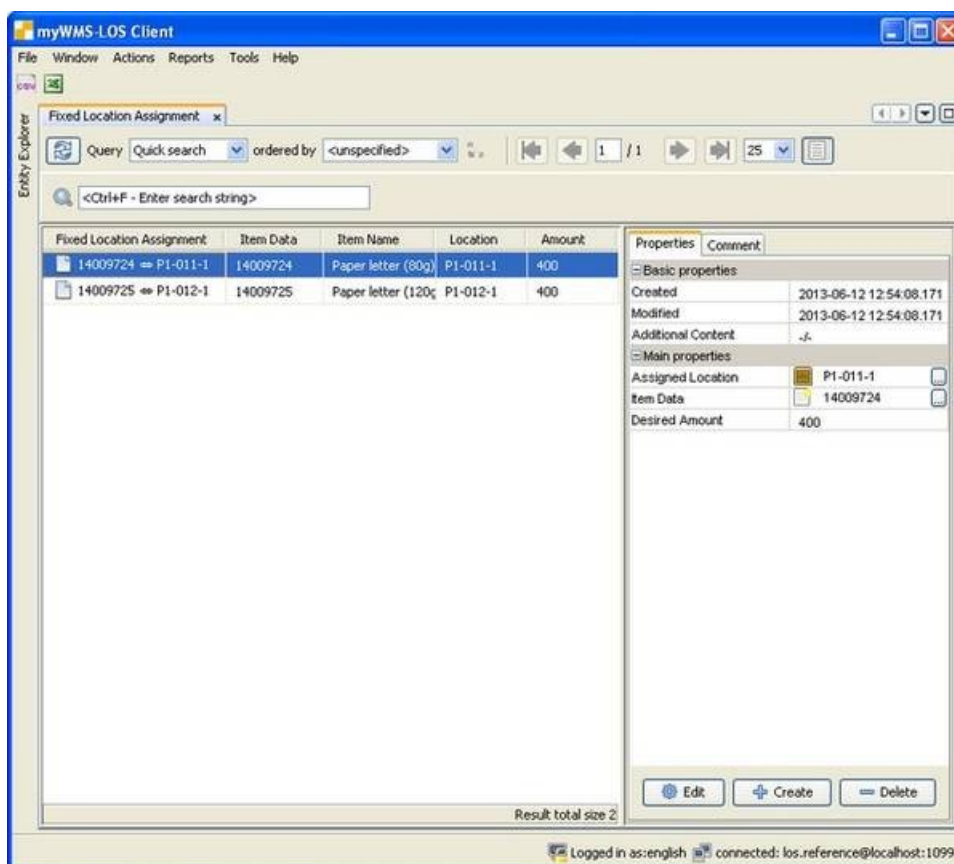 myWMS-LOS Client
File Window Actions Reports Tools Help
csv
Entity Explorer
Fixed Location Assignment x
Query Quick search ordered by <unspecified> 1 / 1 25
<Ctrl+F - Enter search string>
Fixed Location Assignment Item Data Item Name Location Amount
14009724 ⇔ P1-011-1 14009724 Paper letter (80g) P1-011-1 400
14009725 ⇔ P1-012-1 14009725 Paper letter (120g P1-012-1 400
Result total size 2
Properties Comment
Basic properties
Created 2013-06-12 12:54:08.171
Modified 2013-06-12 12:54:08.171
Additional Content -/-
Main properties
Assigned Location P1-011-1 ...
Item Data 14009724 ...
Desired Amount 400
Edit Create Delete
Logged in as:english connected: los.reference@localhost:1099